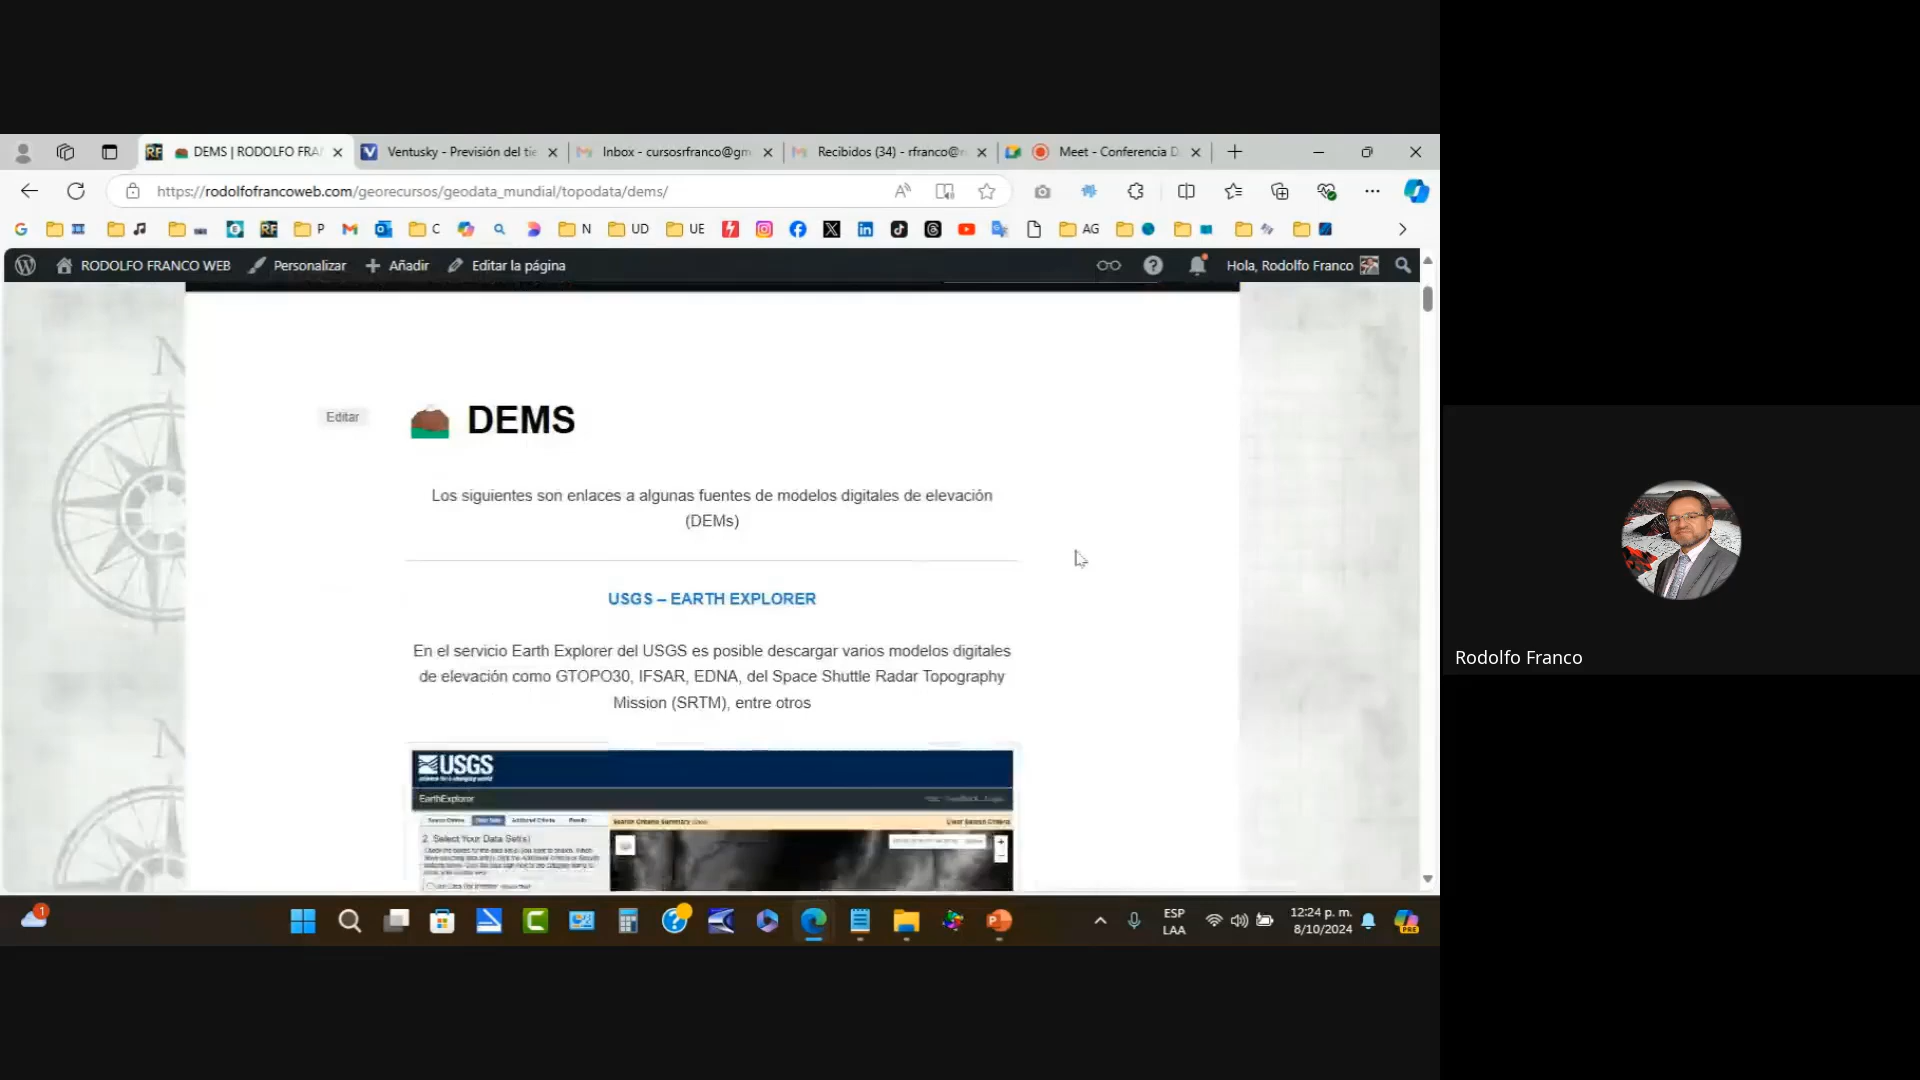 DEMS | RODOLFO FRA
Ventusky - Previsión del tie
Inbox - cursosrfranco@gm
Recibidos (34) - rfranco@
Meet - Conferencia D
https://rodolfofrancoweb.com/georecursos/geodata_mundial/topodata/dems/
P
C
N
UD
UE
AG
RODOLFO FRANCO WEB
Personalizar
Añadir
Editar la página
Hola, Rodolfo Franco
Editar
DEMS
Los siguientes son enlaces a algunas fuentes de modelos digitales de elevación
(DEMs)
USGS – EARTH EXPLORER
En el servicio Earth Explorer del USGS es posible descargar varios modelos digitales
de elevación como GTOPO30, IFSAR, EDNA, del Space Shuttle Radar Topography
Mission (SRTM), entre otros
USGS
EarthExplorer
2. Select Your Data Set(s)
Rodolfo Franco
1
ESP
LAA
12:24 p. m.
8/10/2024